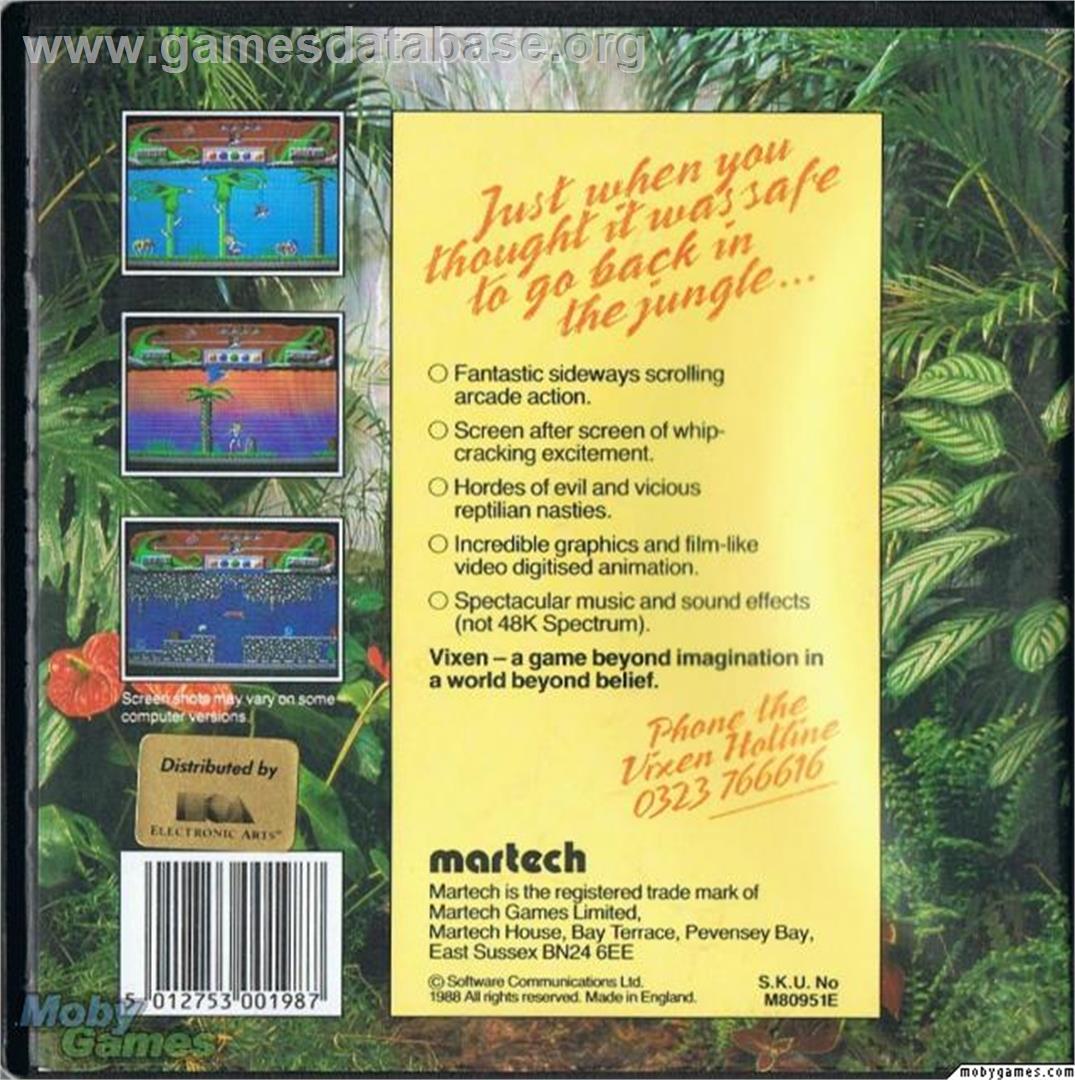 www.gamesdatabase.org
Just when you
thought it was safe
to go back in
the jungle...
Fantastic sideways scrolling
arcade action.
Screen after screen of whip-
cracking excitement.
Hordes of evil and vicious
reptilian nasties.
Incredible graphics and film-like
video digitised animation.
Spectacular music and sound effects
(not 48K Spectrum).
Vixen – a game beyond imagination in
a world beyond belief.
Phone the
Vixen Hotline
0323 766616
Screen shots may vary on some
computer versions
Distributed by
ELECTRONIC ARTS™
5 012753 001987
martech
Martech is the registered trade mark of
Martech Games Limited,
Martech House, Bay Terrace, Pevensey Bay,
East Sussex BN24 6EE
© Software Communications Ltd.
1988 All rights reserved. Made in England.
S.K.U. No
M80951E
Moby
Games
mobygames.com